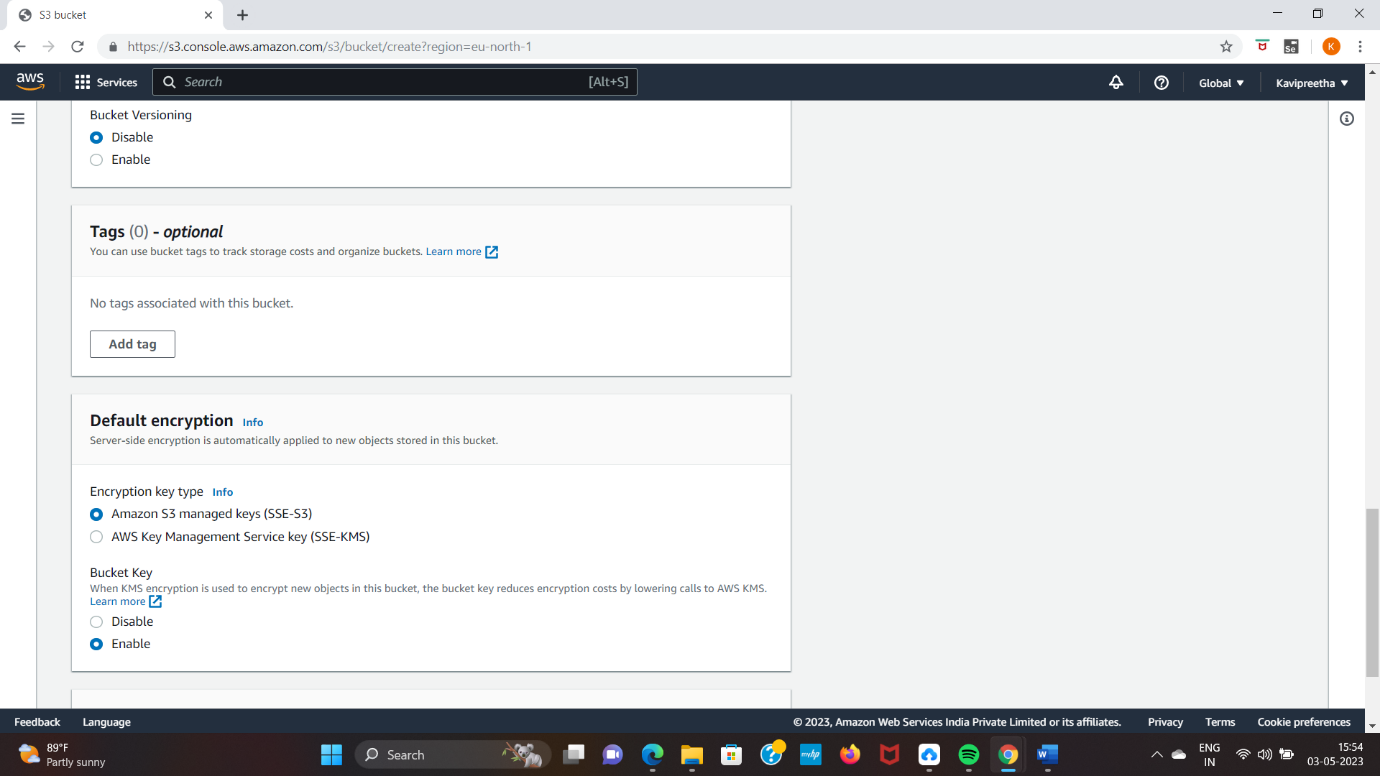 S3 bucket
https://s3.console.aws.amazon.com/s3/bucket/create?region=eu-north-1
Se
K
aws
Services
Search
[Alt+S]
Global
Kavipreetha
Bucket Versioning
Disable
Enable
Tags (0) - optional
You can use bucket tags to track storage costs and organize buckets. Learn more
No tags associated with this bucket.
Add tag
Default encryption Info
Server-side encryption is automatically applied to new objects stored in this bucket.
Encryption key type Info
Amazon S3 managed keys (SSE-S3)
AWS Key Management Service key (SSE-KMS)
Bucket Key
When KMS encryption is used to encrypt new objects in this bucket, the bucket key reduces encryption costs by lowering calls to AWS KMS.
Learn more
Disable
Enable
Feedback
Language
© 2023, Amazon Web Services India Private Limited or its affiliates.
Privacy
Terms
Cookie preferences
89°F
Partly sunny
Search
myhp
W
ENG
IN
15:54
03-05-2023